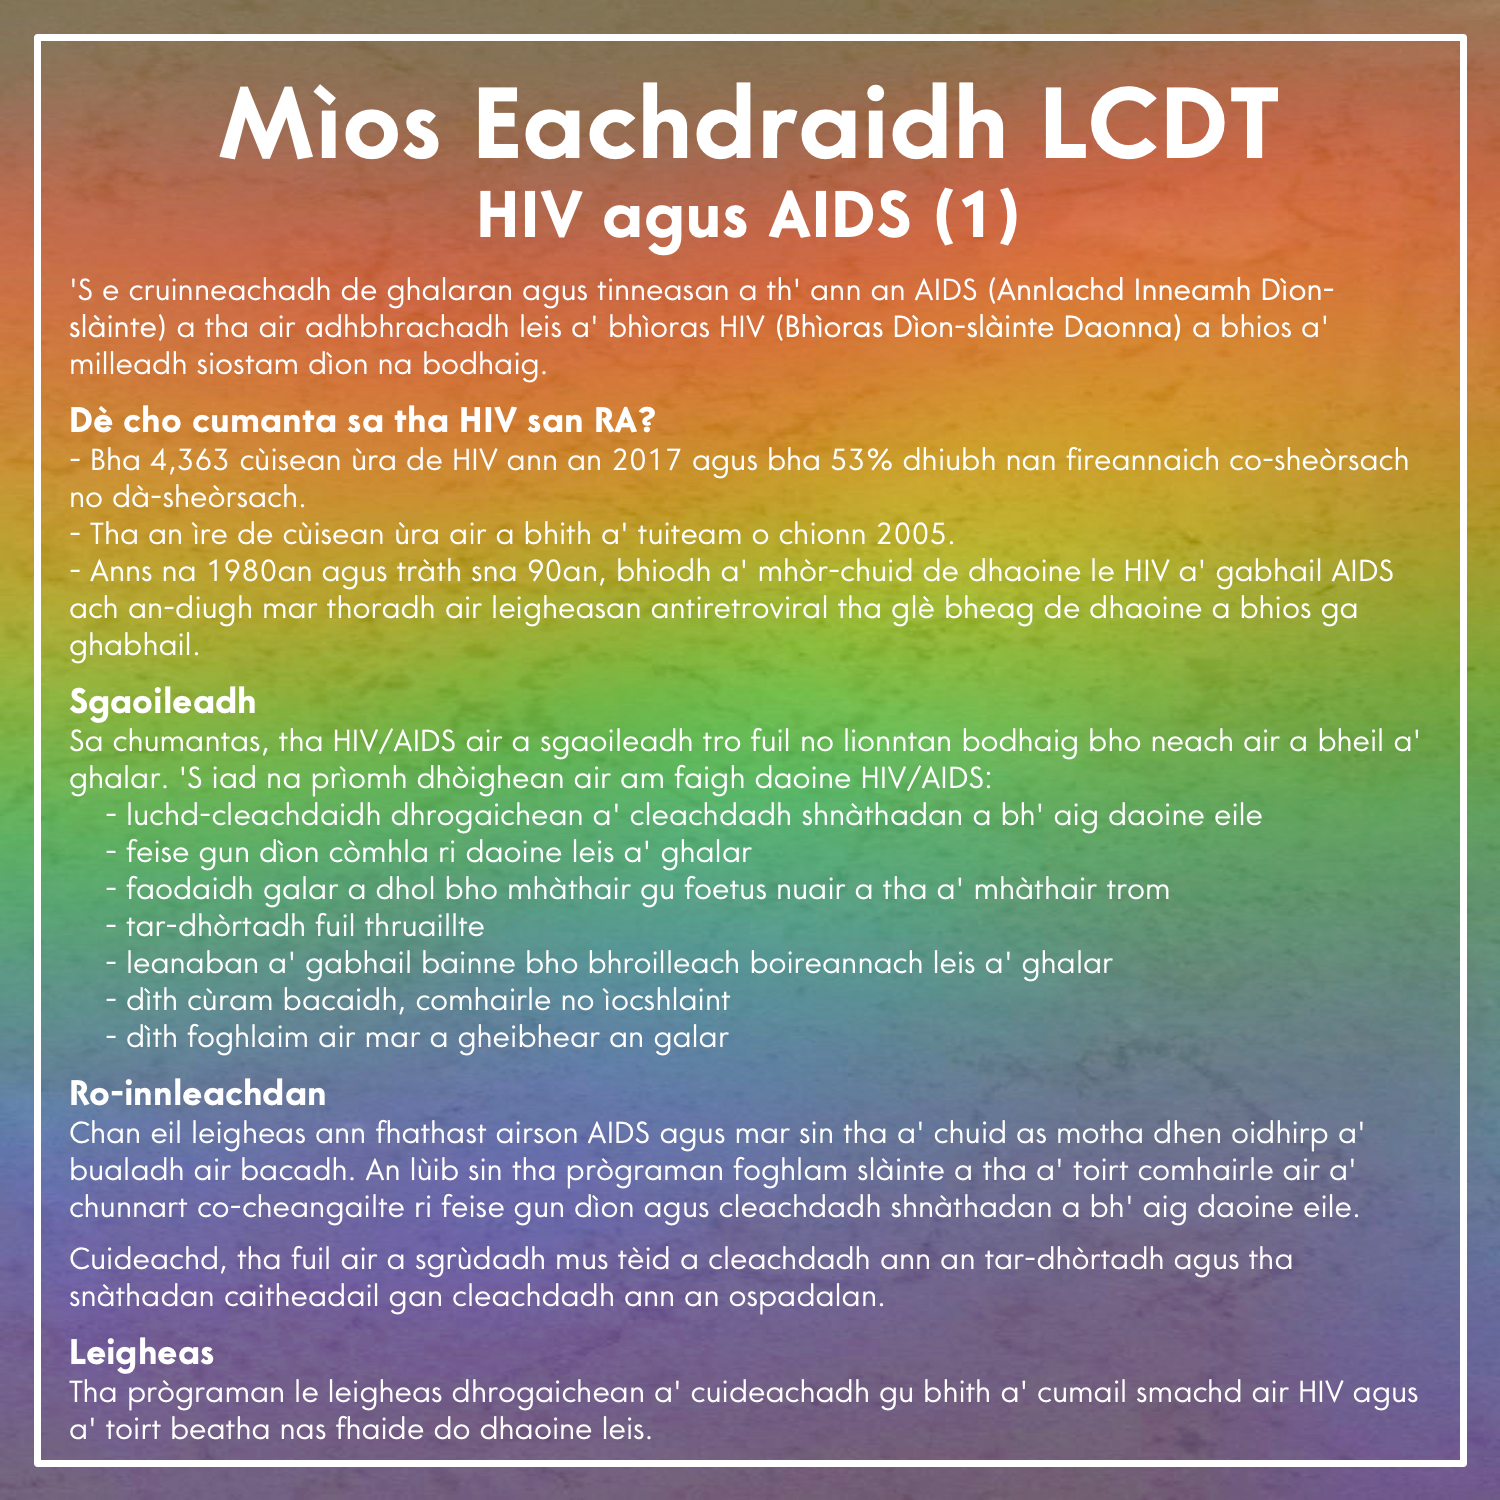 Mìos Eachdraidh LCDT
HIV agus AIDS (1)
'S e cruinneachadh de ghalaran agus tinneasan a th' ann an AIDS (Annlachd Inneamh Dìon-
slàinte) a tha air adhbhrachadh leis a' bhìoras HIV (Bhìoras Dìon-slàinte Daonna) a bhios a'
milleadh siostam dìon na bodhaig.
Dè cho cumanta sa tha HIV san RA?
- Bha 4,363 cùisean ùra de HIV ann an 2017 agus bha 53% dhiubh nan fireannaich co-sheòrsach
no dà-sheòrsach.
- Tha an ìre de cùisean ùra air a bhith a' tuiteam o chionn 2005.
- Anns na 1980an agus tràth sna 90an, bhiodh a' mhòr-chuid de dhaoine le HIV a' gabhail AIDS
ach an-diugh mar thoradh air leigheasan antiretroviral tha glè bheag de dhaoine a bhios ga
ghabhail.
Sgaoileadh
Sa chumantas, tha HIV/AIDS air a sgaoileadh tro fuil no lionntan bodhaig bho neach air a bheil a'
ghalar. 'S iad na prìomh dhòighean air am faigh daoine HIV/AIDS:
- luchd-cleachdaidh dhrogaichean a' cleachdadh shnàthadan a bh' aig daoine eile
- feise gun dìon còmhla ri daoine leis a' ghalar
- faodaidh galar a dhol bho mhàthair gu foetus nuair a tha a' mhàthair trom
- tar-dhòrtadh fuil thruaillte
- leanaban a' gabhail bainne bho bhroilleach boireannach leis a' ghalar
- dìth cùram bacaidh, comhairle no ìocshlaint
- dìth foghlaim air mar a gheibhear an galar
Ro-innleachdan
Chan eil leigheas ann fhathast airson AIDS agus mar sin tha a' chuid as motha dhen oidhirp a'
bualadh air bacadh. An lùib sin tha prògraman foghlam slàinte a tha a' toirt comhairle air a'
chunnart co-cheangailte ri feise gun dìon agus cleachdadh shnàthadan a bh' aig daoine eile.
Cuideachd, tha fuil air a sgrùdadh mus tèid a cleachdadh ann an tar-dhòrtadh agus tha
snàthadan caitheadail gan cleachdadh ann an ospadalan.
Leigheas
Tha prògraman le leigheas dhrogaichean a' cuideachadh gu bhith a' cumail smachd air HIV agus
a' toirt beatha nas fhaide do dhaoine leis.